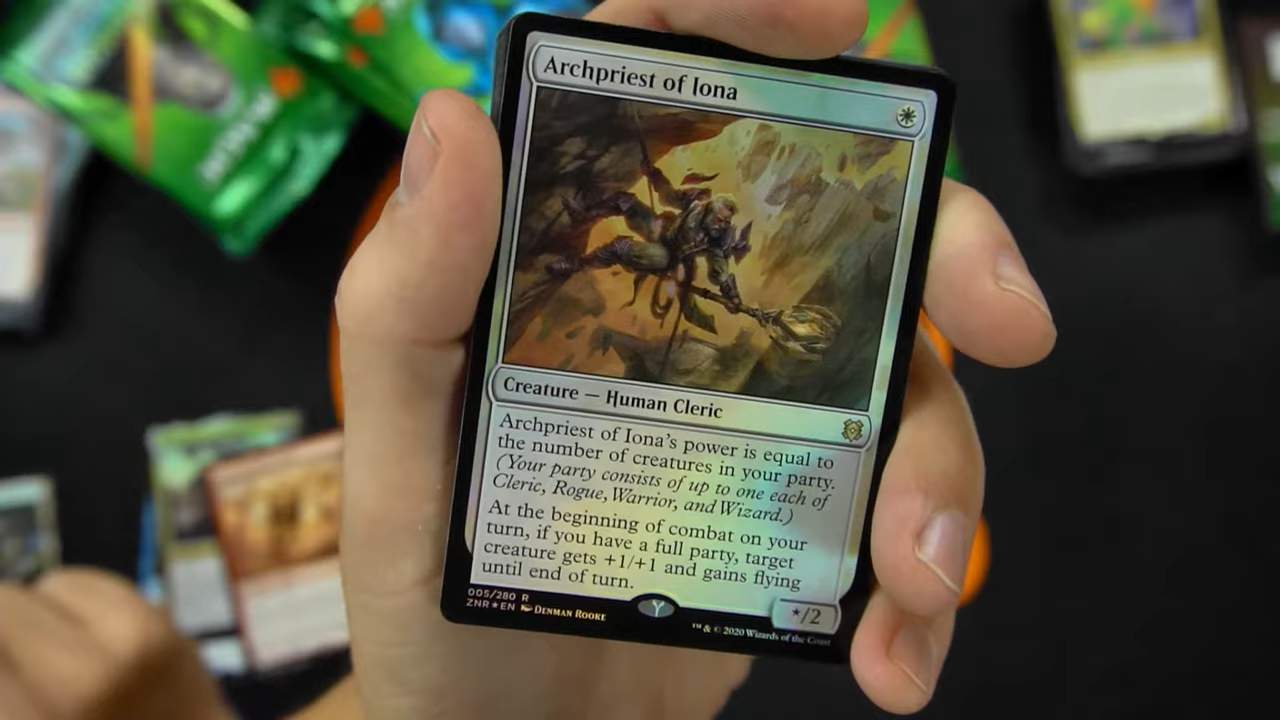 Archpriest of Iona
Creature — Human Cleric
Archpriest of Iona's power is equal to
the number of creatures in your party.
(Your party consists of up to one each of
Cleric, Rogue, Warrior, and Wizard.)
At the beginning of combat on your
turn, if you have a full party, target
creature gets +1/+1 and gains flying
until end of turn.
*/2
005/280 R
ZNR★EN Denman Rooke
™ & © 2020 Wizards of the Coast